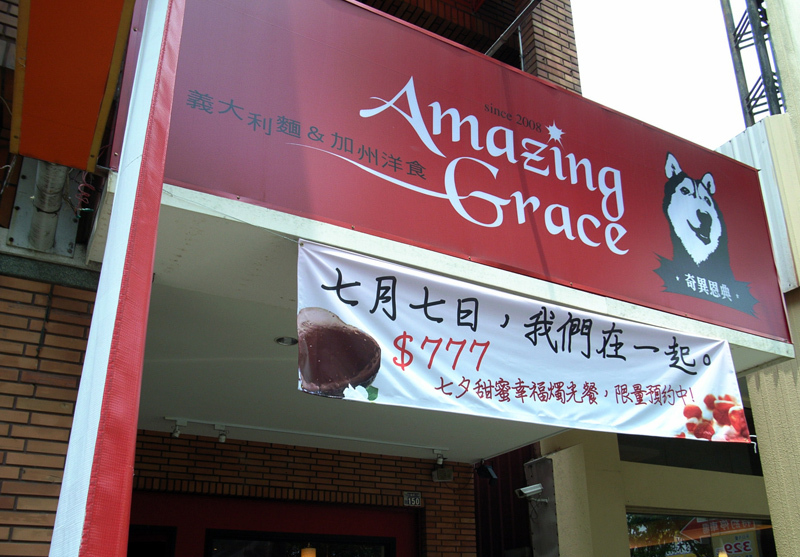 since 2008
Amazing
Grace
義大利麵&加州洋食
奇異恩典
七月七日，我們在一起。
$777
七夕甜蜜幸福燭光餐，限量預約中!
150